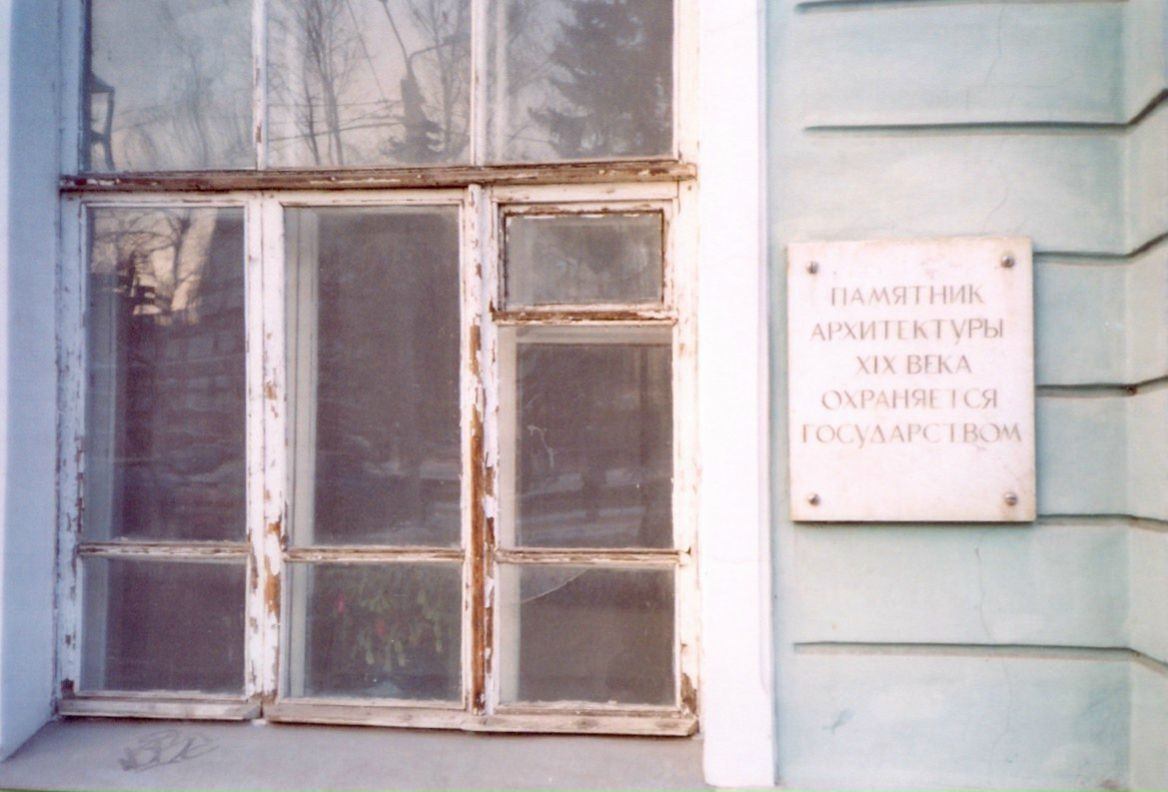 ПАМЯТНИК
АРХИТЕКТУРЫ
XIX ВЕКА
ОХРАНЯЕТСЯ
ГОСУДАРСТВОМ